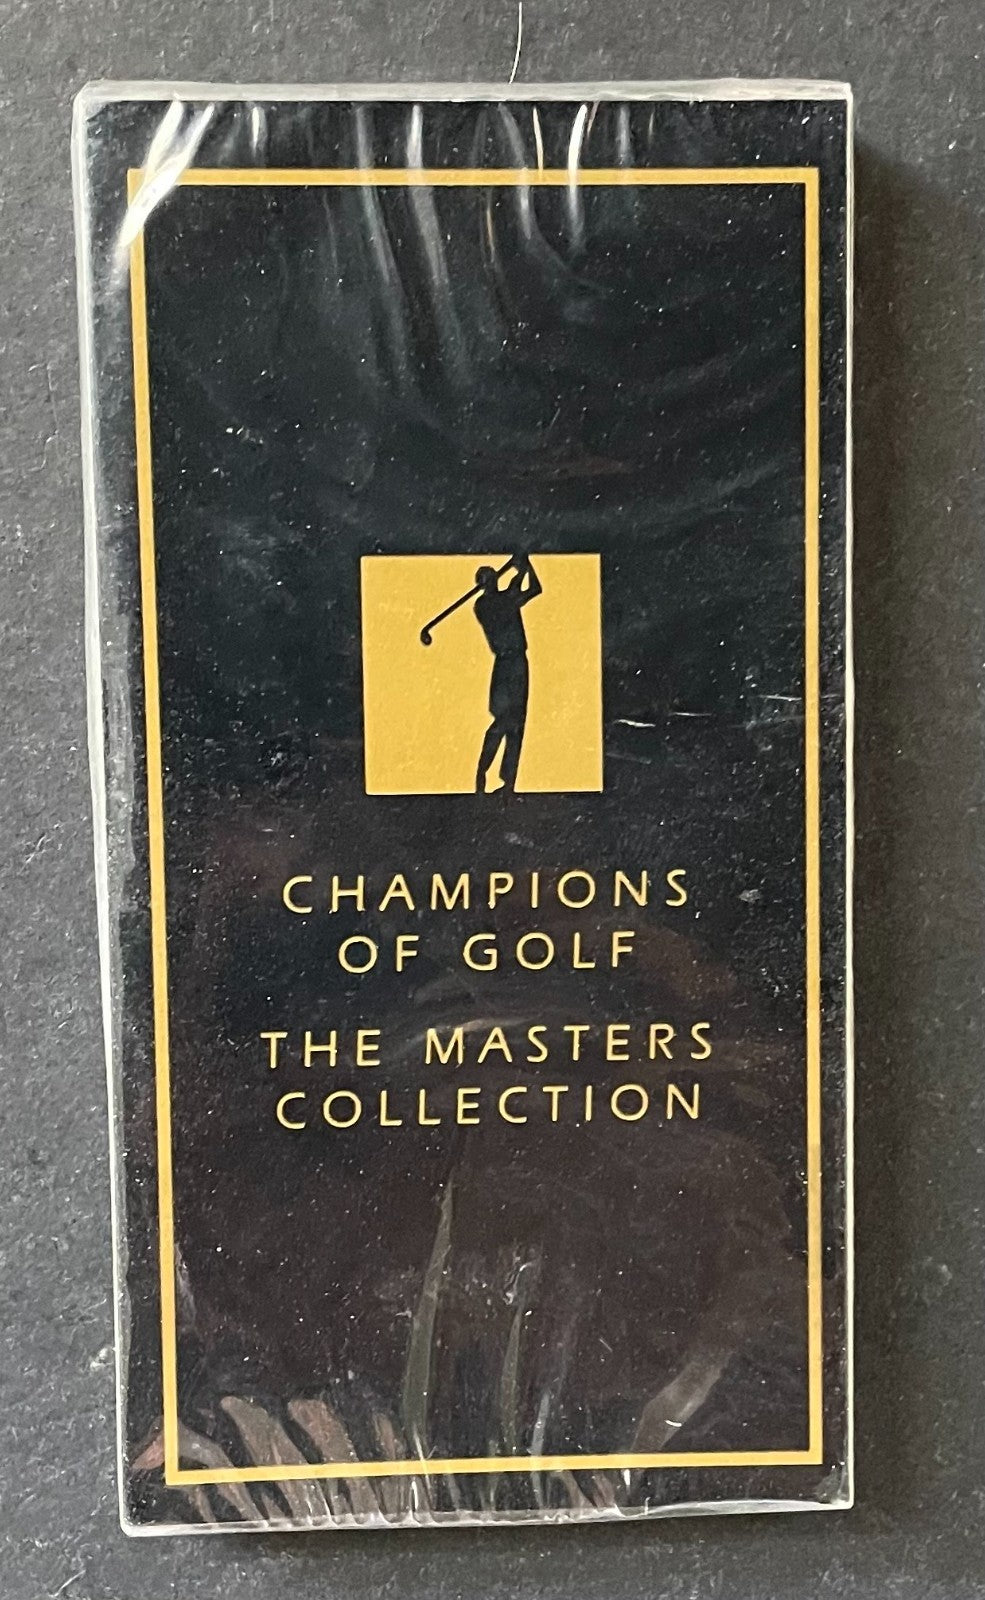 CHAMPIONS
OF GOLF
THE MASTERS
COLLECTION